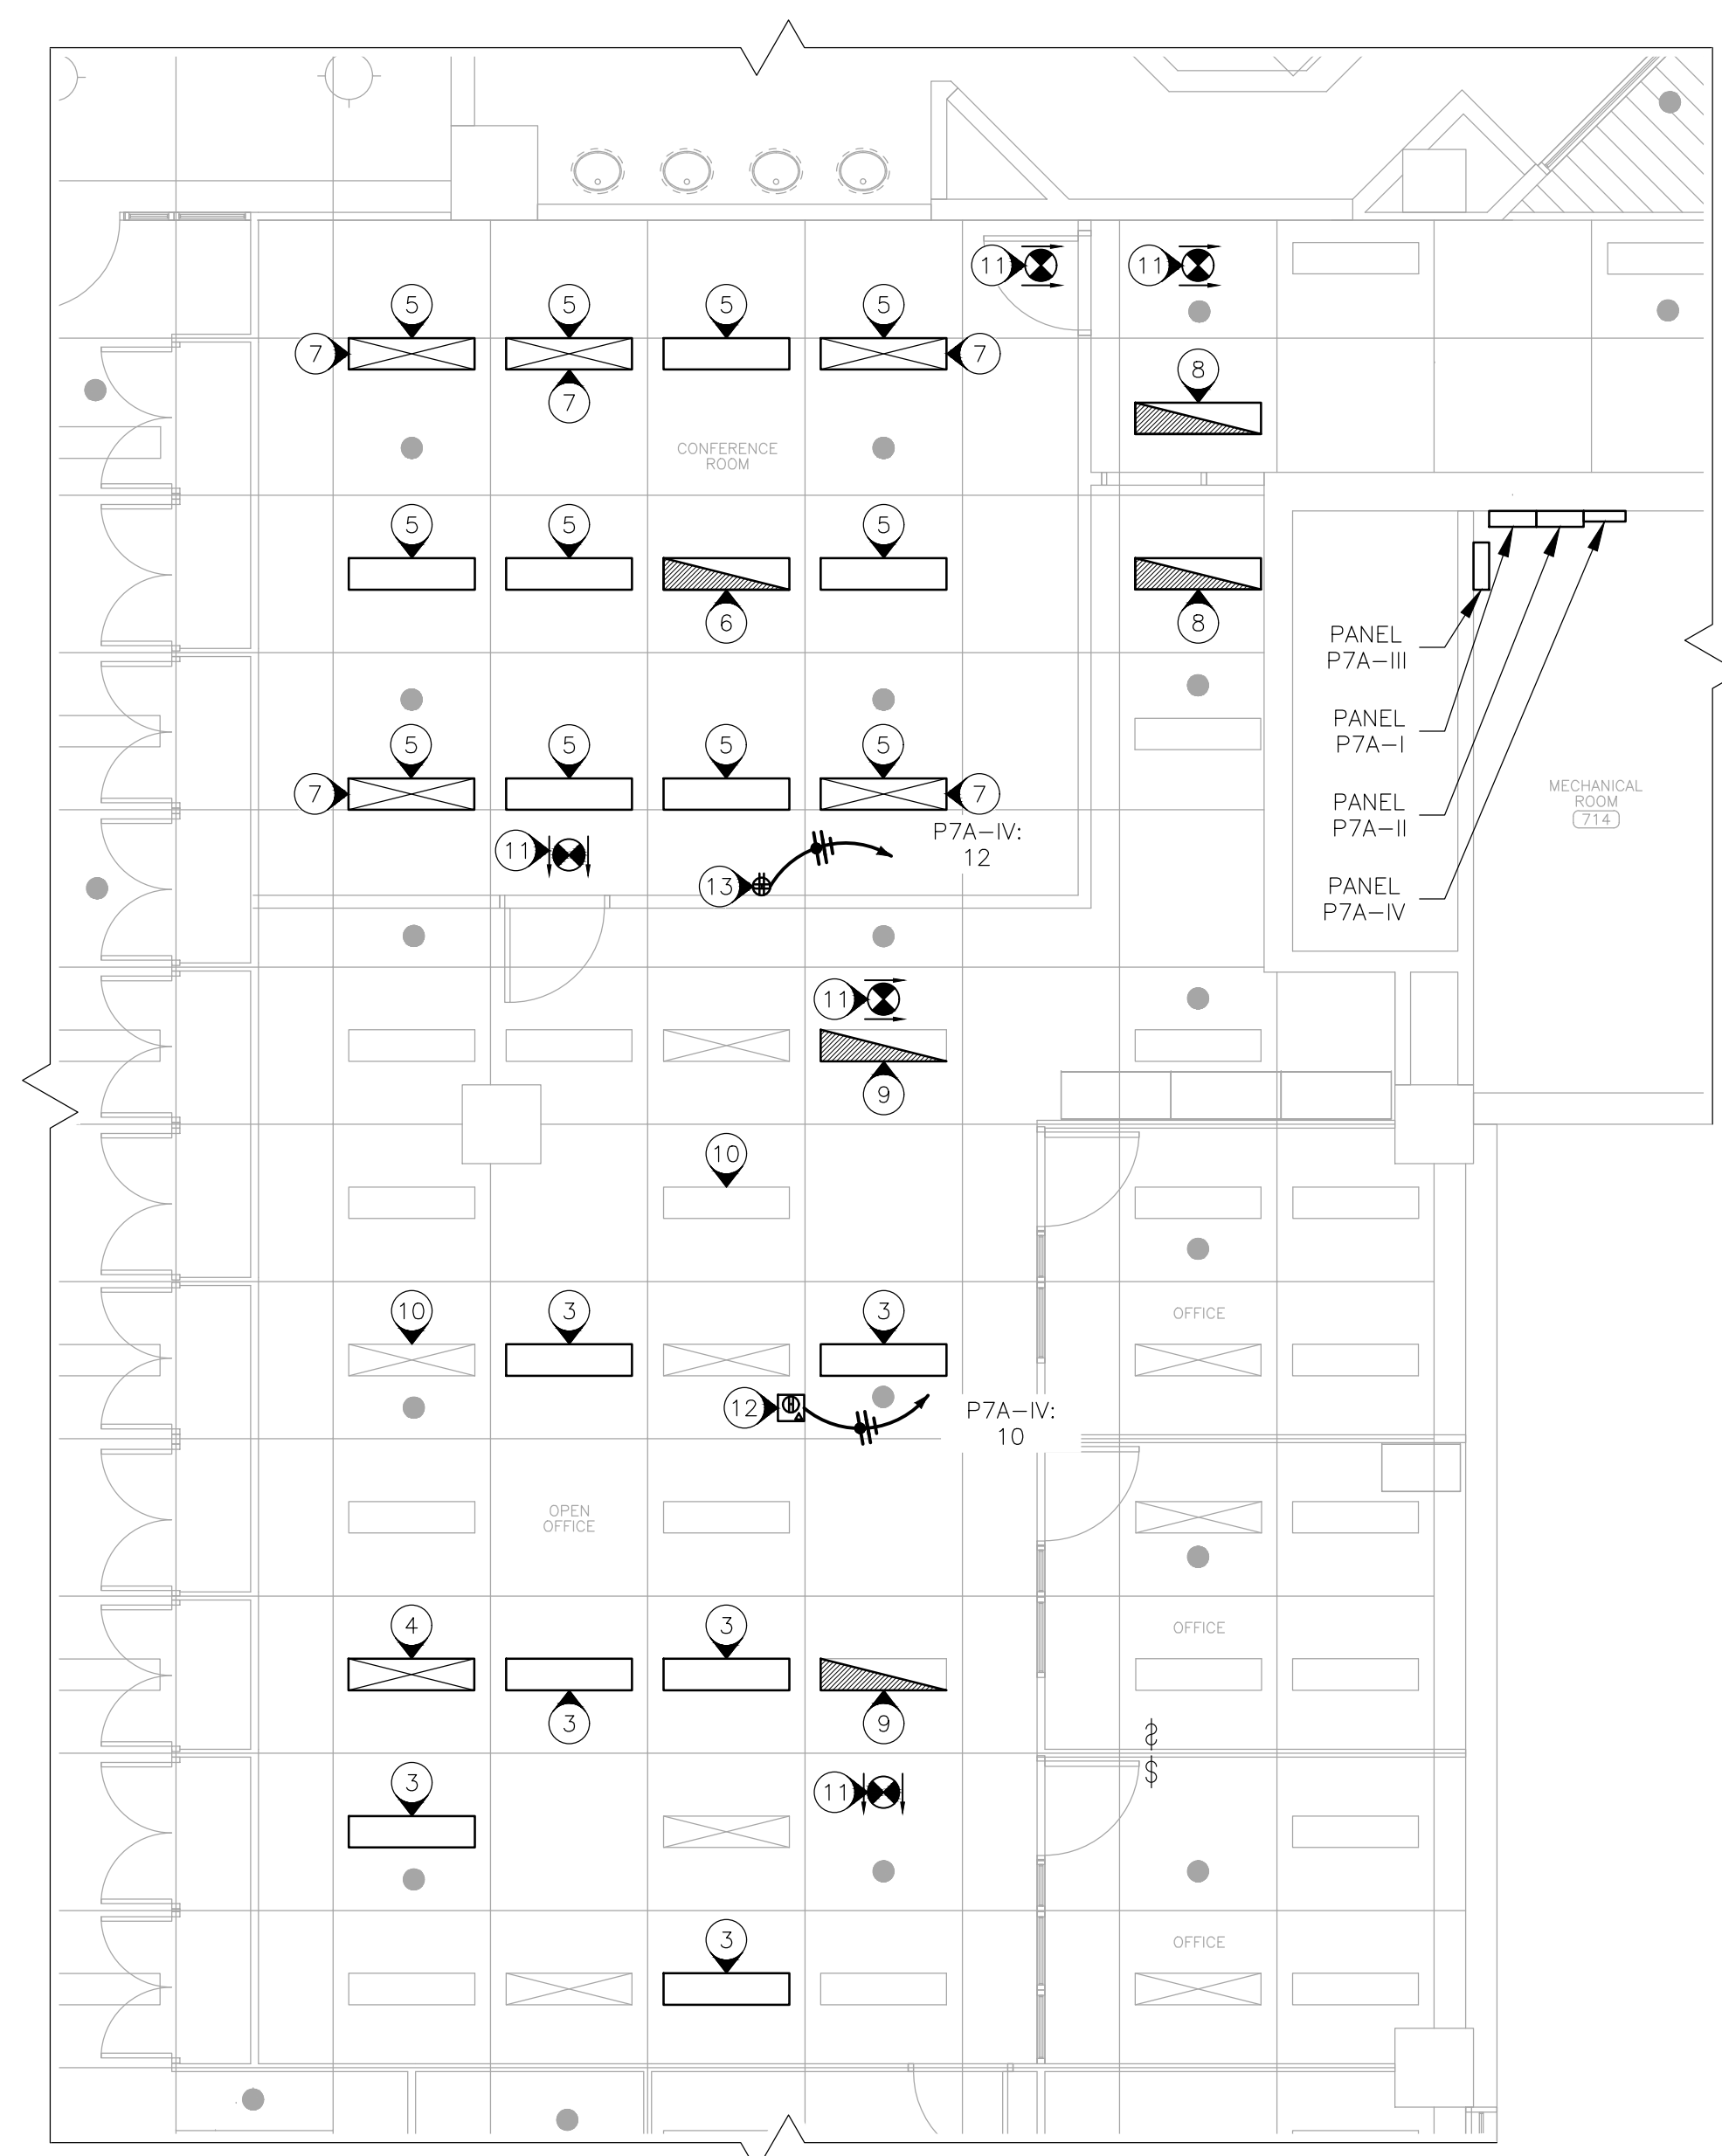 11
11
5
5
5
5
7
7
7
8
CONFERENCE
ROOM
5
5
5
6
8
PANEL
P7A-III
PANEL
P7A-I
5
5
5
5
7
7
MECHANICAL
ROOM
714
PANEL
P7A-II
P7A-IV:
12
11
13
PANEL
P7A-IV
11
9
10
10
3
3
OFFICE
12
P7A-IV:
10
OPEN
OFFICE
4
3
OFFICE
3
9
$
$
3
11
3
OFFICE